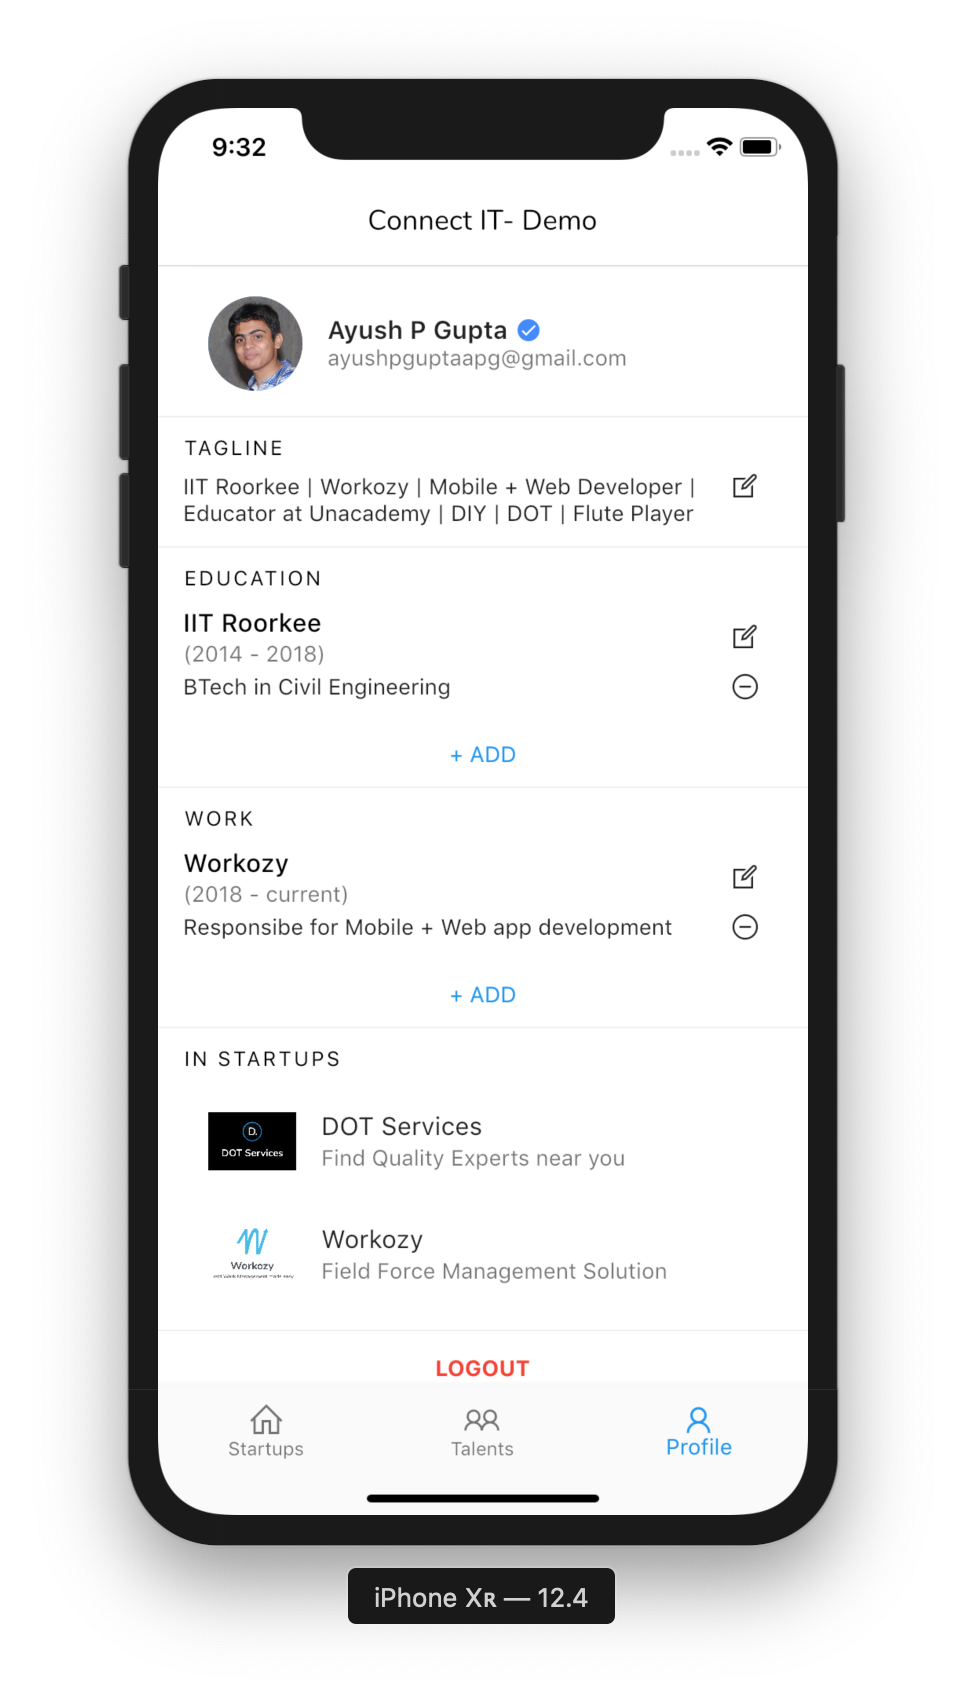 9:32
Connect IT- Demo
Ayush P Gupta
ayushpguptaapg@gmail.com
TAGLINE
IIT Roorkee | Workozy | Mobile + Web Developer |
Educator at Unacademy | DIY | DOT | Flute Player
EDUCATION
IIT Roorkee
(2014 - 2018)
BTech in Civil Engineering
+ ADD
WORK
Workozy
(2018 - current)
Responsibe for Mobile + Web app development
+ ADD
IN STARTUPS
D.
DOT Services
DOT Services
Find Quality Experts near you
Workozy
Workozy
Field Force Management Solution
LOGOUT
Startups
Talents
Profile
iPhone Xʀ — 12.4